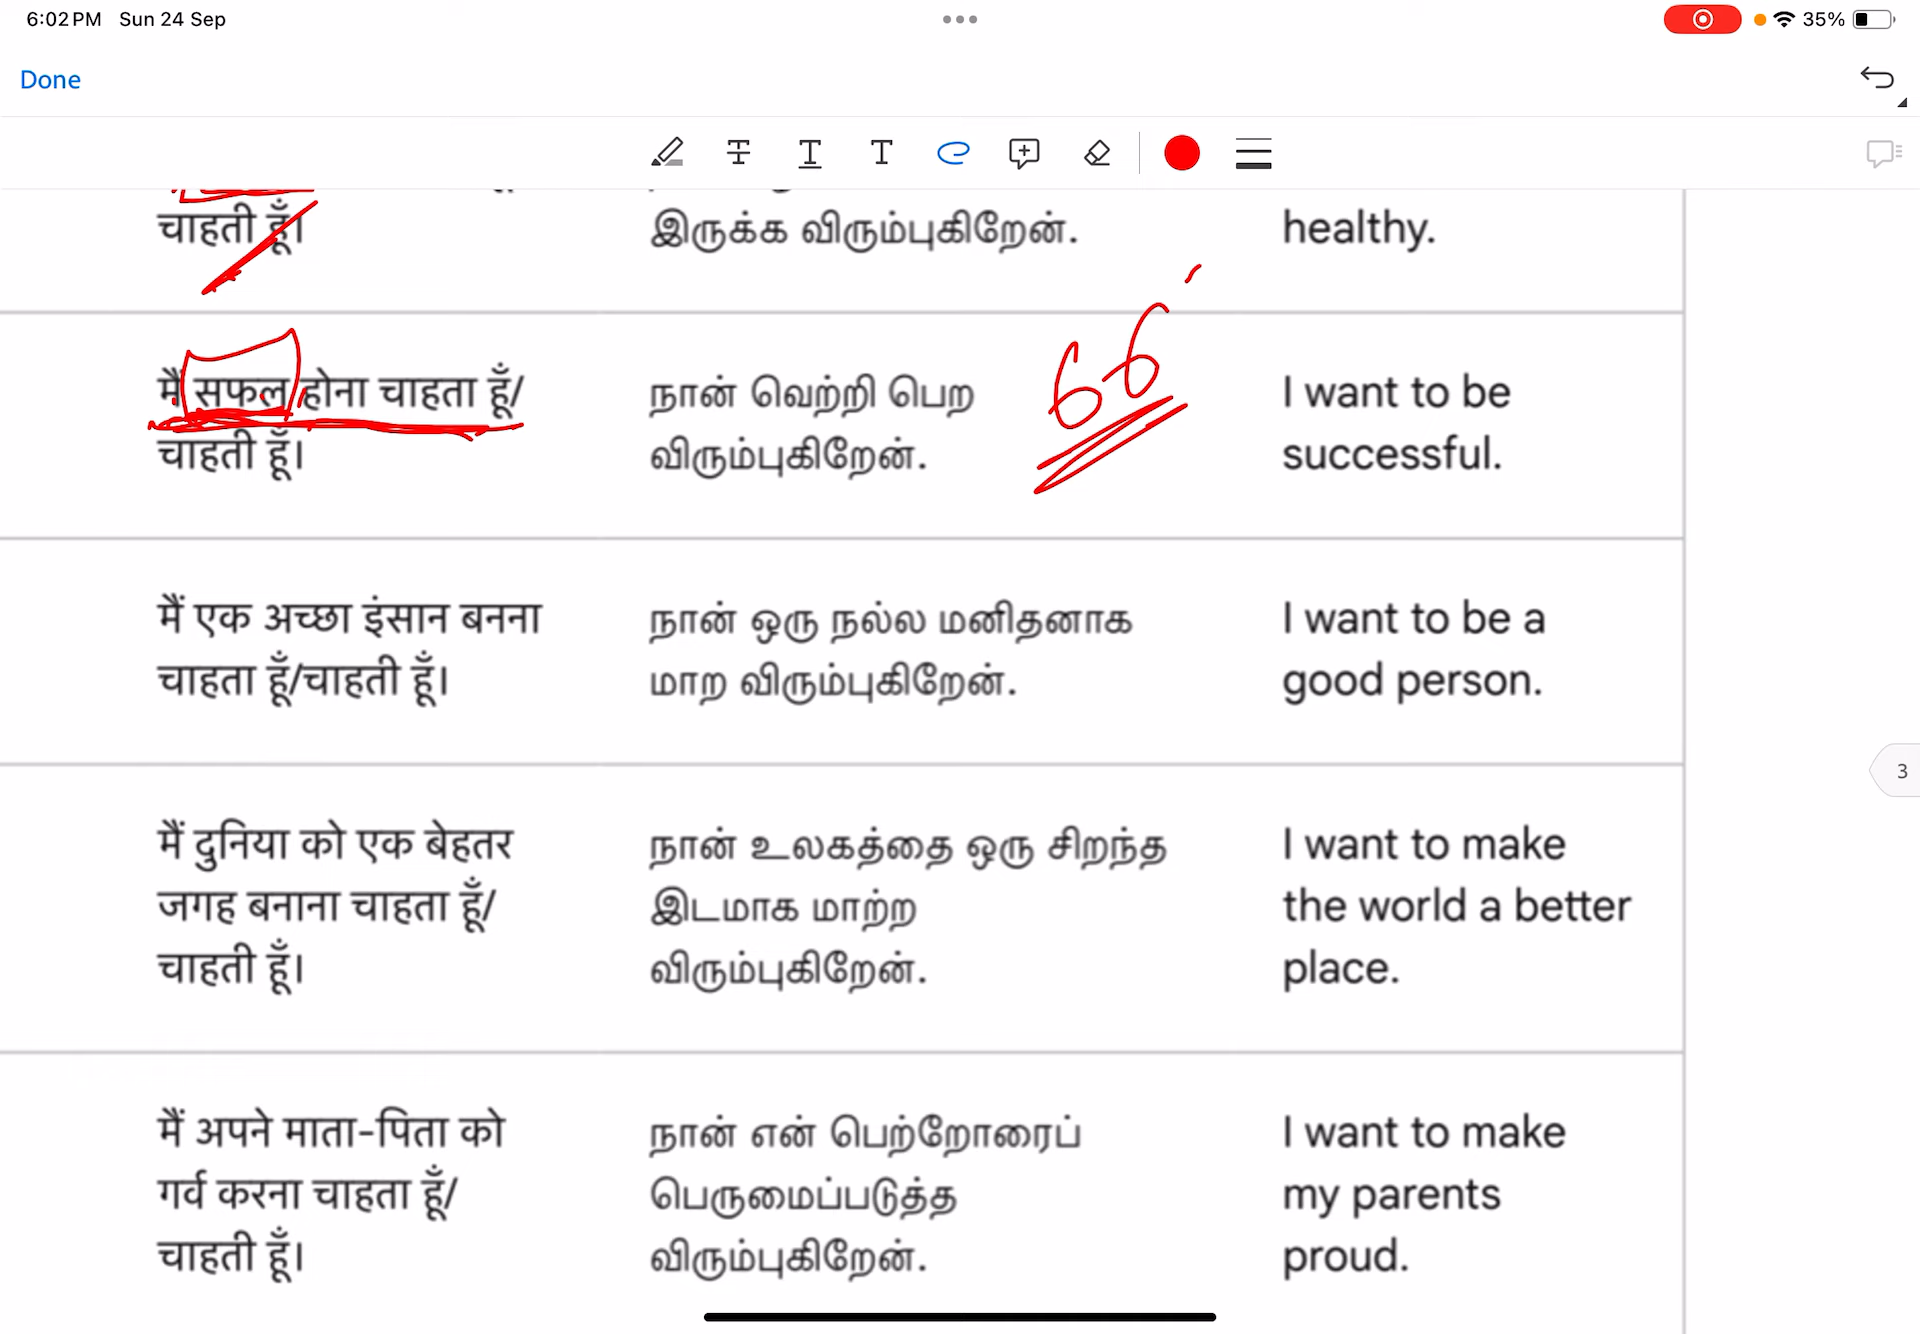 6:02 PM Sun 24 Sep
35%
Done
चाहती हूँ।
இருக்க விரும்புகிறேன்.
healthy.
66
मैं सफल होना चाहता हूँ/
चाहती हूँ।
நான் வெற்றி பெற
விரும்புகிறேன்.
I want to be
successful.
मैं एक अच्छा इंसान बनना
चाहता हूँ/चाहती हूँ।
நான் ஒரு நல்ல மனிதனாக
மாற விரும்புகிறேன்.
I want to be a
good person.
3
मैं दुनिया को एक बेहतर
जगह बनाना चाहता हूँ/
चाहती हूँ।
நான் உலகத்தை ஒரு சிறந்த
இடமாக மாற்ற
விரும்புகிறேன்.
I want to make
the world a better
place.
मैं अपने माता-पिता को
गर्व करना चाहता हूँ/
चाहती हूँ।
நான் என் பெற்றோரைப்
பெருமைப்படுத்த
விரும்புகிறேன்.
I want to make
my parents
proud.